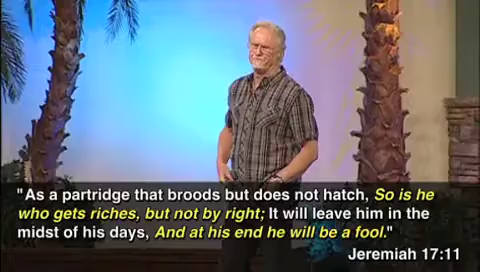 "As a partridge that broods but does not hatch, So is he
who gets riches, but not by right; It will leave him in the
midst of his days, And at his end he will be a fool."
Jeremiah 17:11